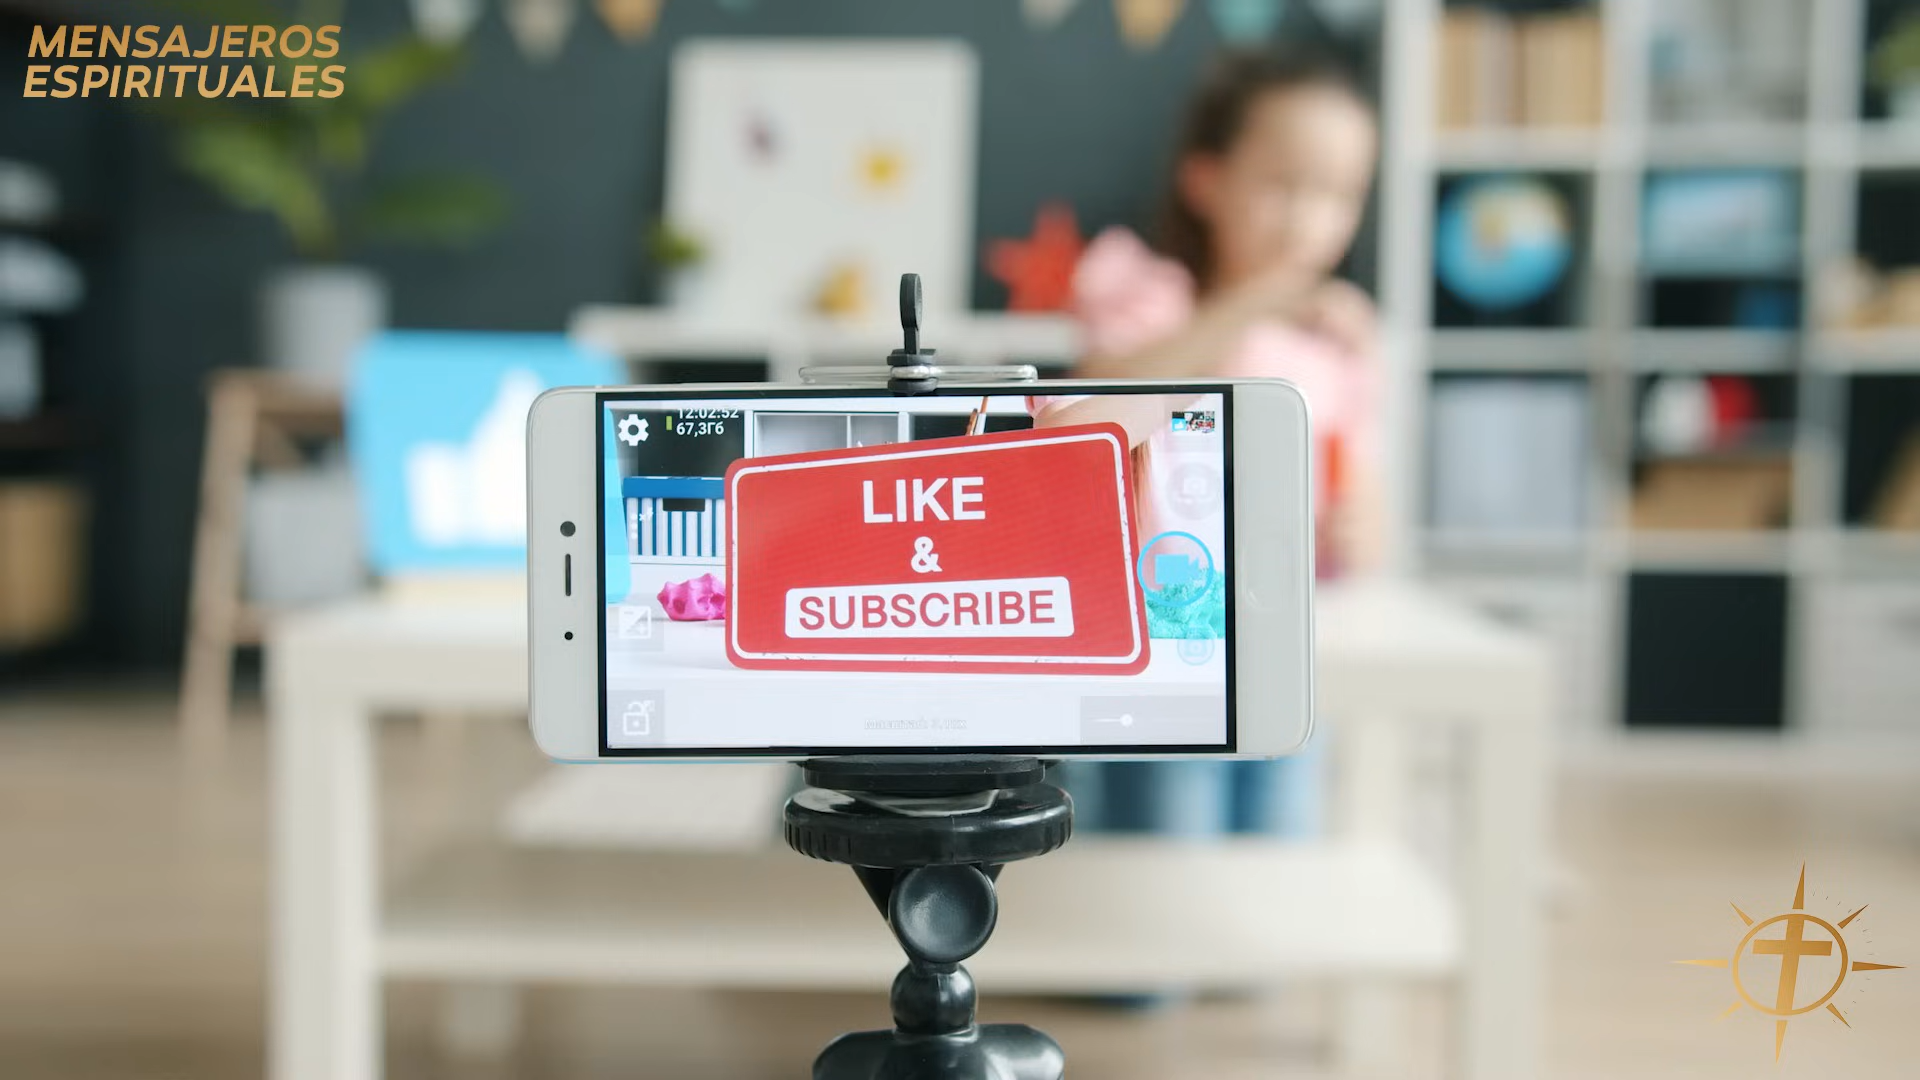 MENSAJEROS
ESPIRITUALES
12:02:52
67,3Гб
LIKE
&
SUBSCRIBE